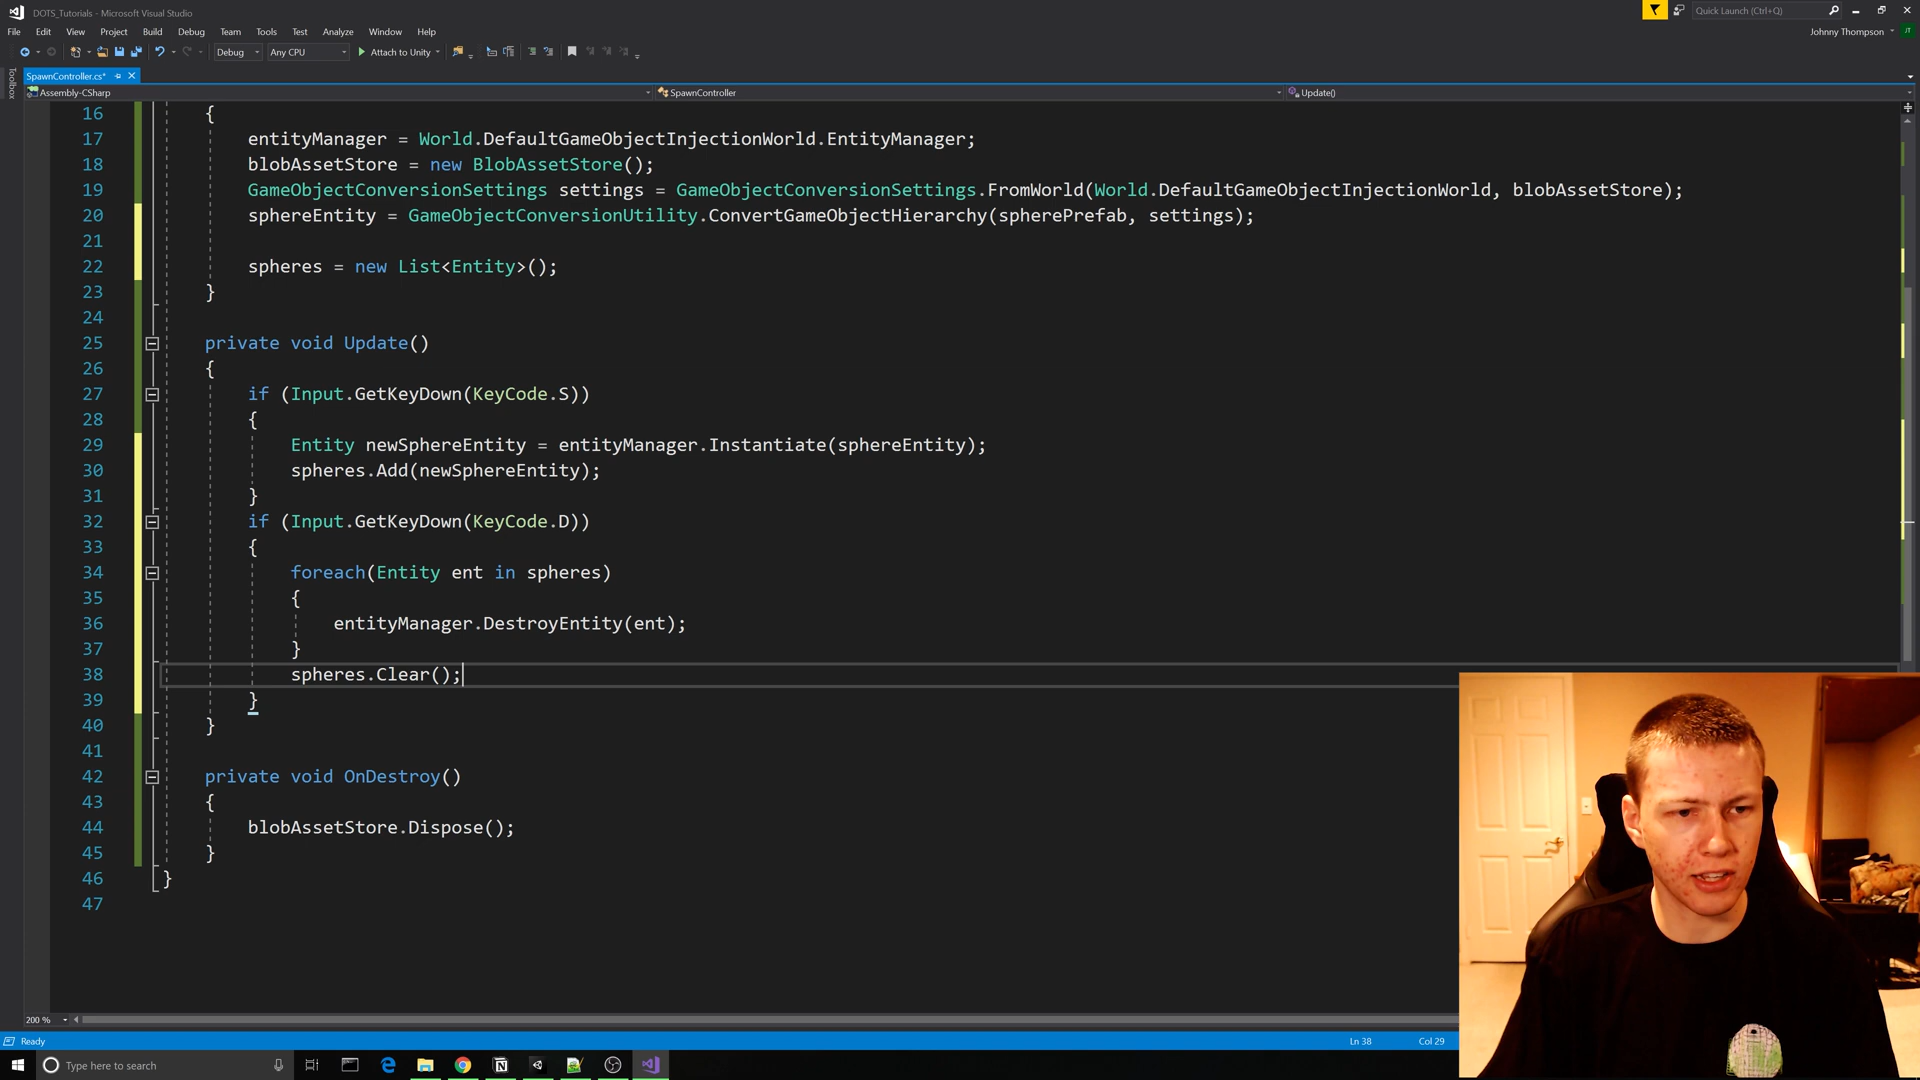 DOTS_Tutorials - Microsoft Visual Studio
Quick Launch (Ctrl+Q)
File Edit View Project Build Debug Team Tools Test Analyze Window Help
Johnny Thompson JT
Debug Any CPU Attach to Unity
Toolbox
SpawnController.cs*
Assembly-CSharp SpawnController Update()
16 {
17 entityManager = World.DefaultGameObjectInjectionWorld.EntityManager;
18 blobAssetStore = new BlobAssetStore();
19 GameObjectConversionSettings settings = GameObjectConversionSettings.FromWorld(World.DefaultGameObjectInjectionWorld, blobAssetStore);
20 sphereEntity = GameObjectConversionUtility.ConvertGameObjectHierarchy(spherePrefab, settings);
21
22 spheres = new List<Entity>();
23 }
24
25 private void Update()
26 {
27 if (Input.GetKeyDown(KeyCode.S))
28 {
29 Entity newSphereEntity = entityManager.Instantiate(sphereEntity);
30 spheres.Add(newSphereEntity);
31 }
32 if (Input.GetKeyDown(KeyCode.D))
33 {
34 foreach(Entity ent in spheres)
35 {
36 entityManager.DestroyEntity(ent);
37 }
38 spheres.Clear();
39 }
40 }
41
42 private void OnDestroy()
43 {
44 blobAssetStore.Dispose();
45 }
46 }
47
200 %
Ready Ln 38 Col 29
Type here to search